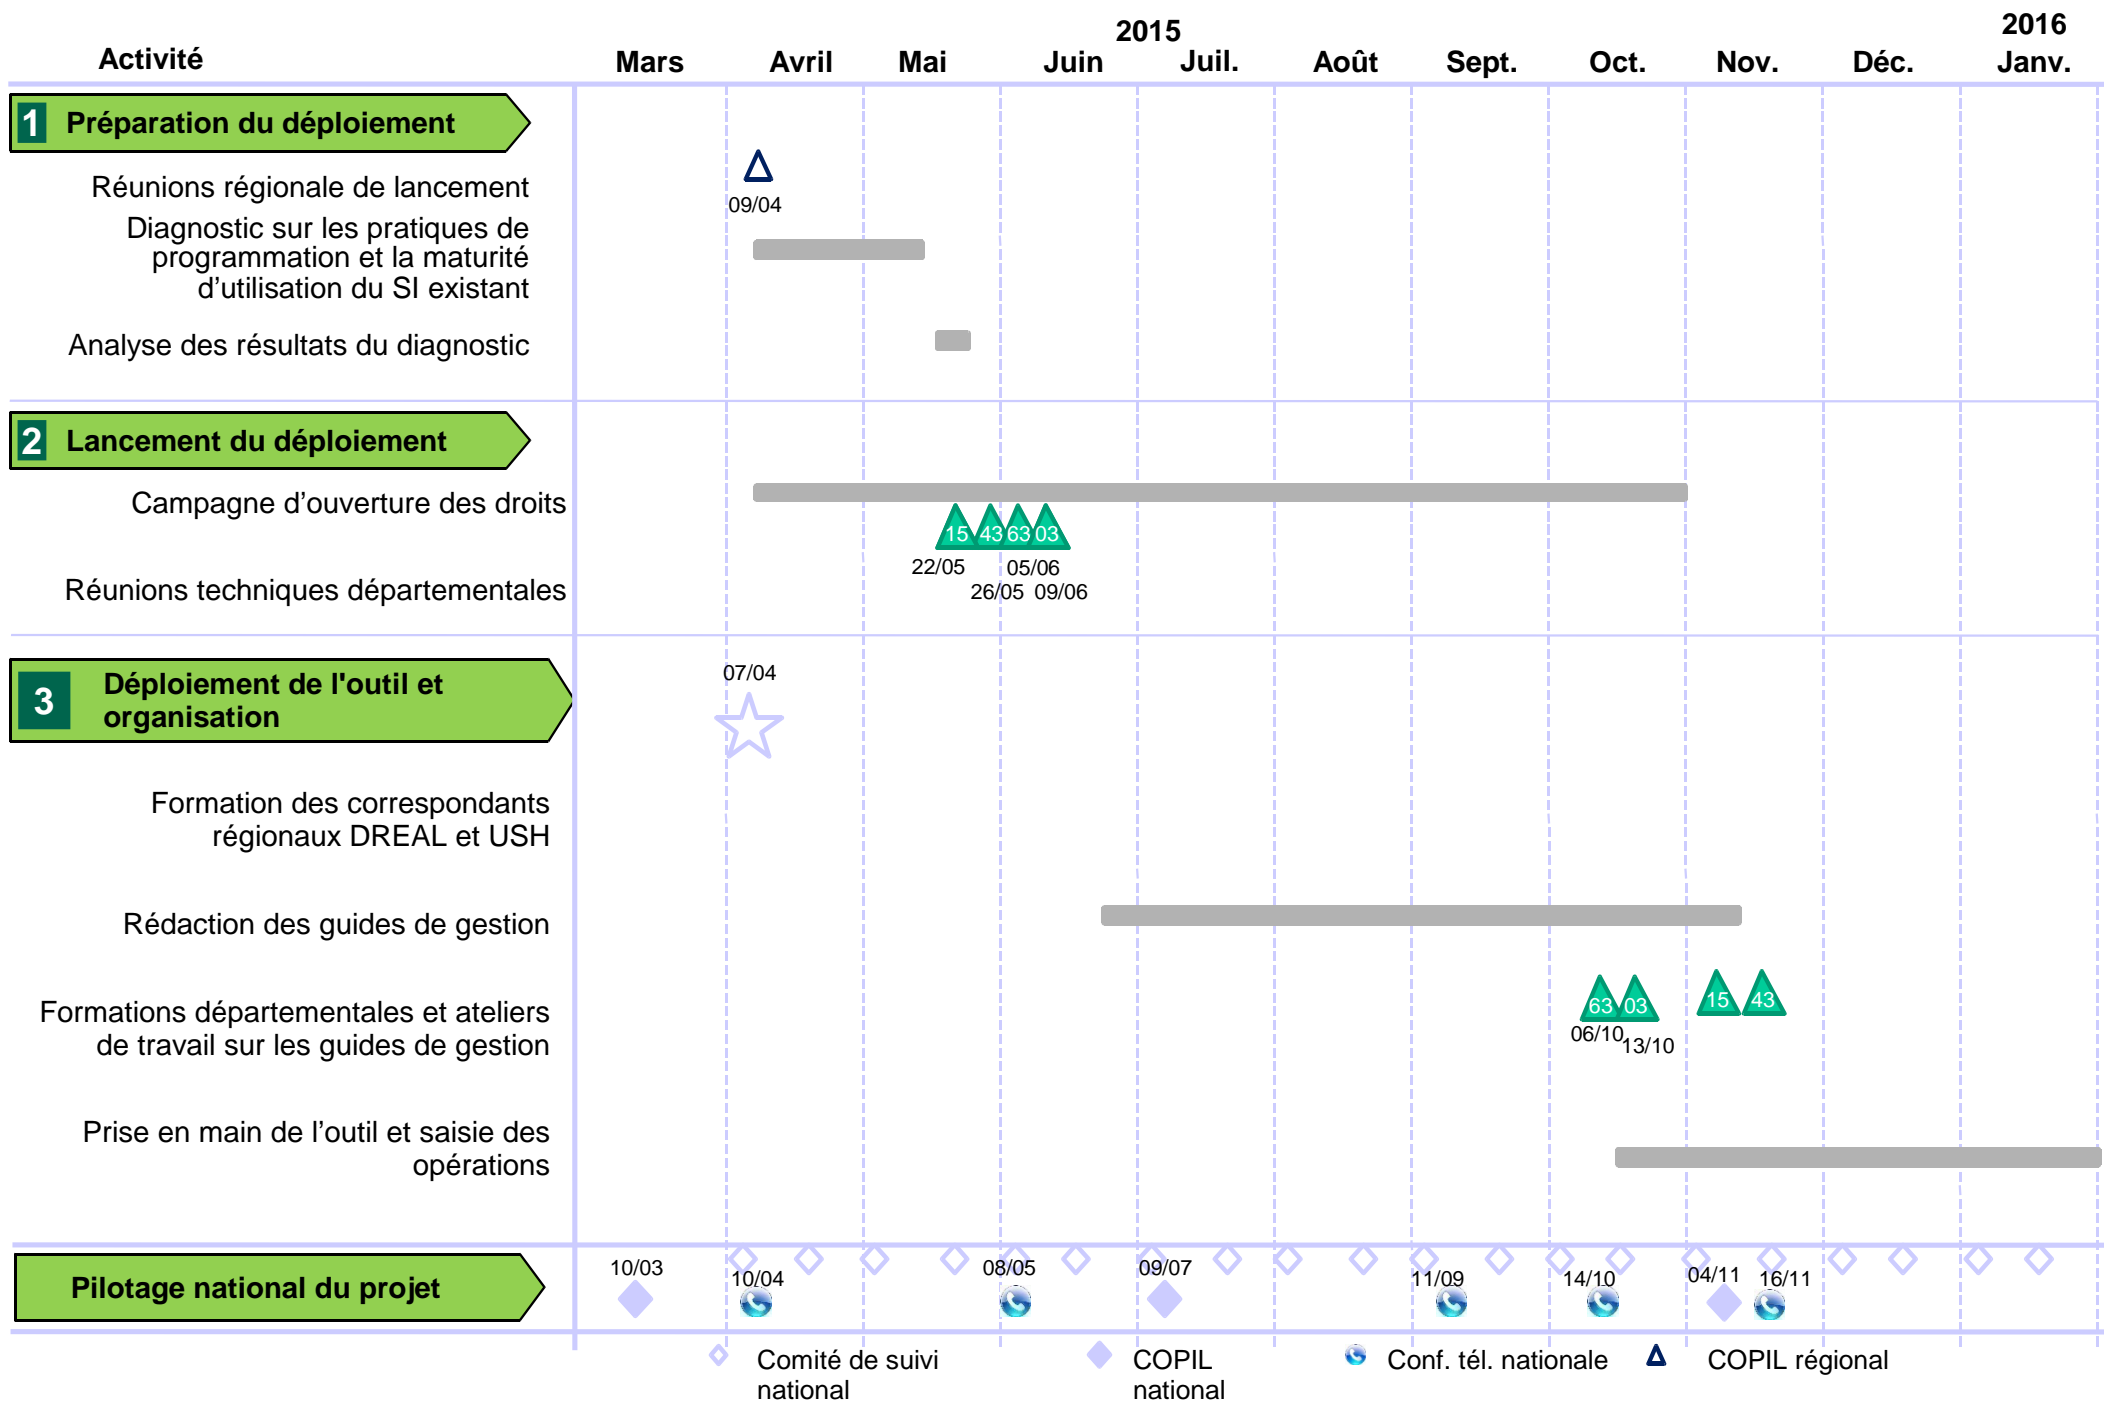 2015
2016
Activité
Mars
Avril
Mai
Juin
Juil.
Août
Sept.
Oct.
Nov.
Déc.
Janv.
1 Préparation du déploiement
Réunions régionale de lancement
09/04
Diagnostic sur les pratiques de
programmation et la maturité
d'utilisation du SI existant
Analyse des résultats du diagnostic
2 Lancement du déploiement
Campagne d'ouverture des droits
15 43 63 03
22/05
05/06
26/05 09/06
Réunions techniques départementales
3 Déploiement de l'outil et
organisation
07/04
Formation des correspondants
régionaux DREAL et USH
Rédaction des guides de gestion
Formations départementales et ateliers
de travail sur les guides de gestion
63 03
15 43
06/10
13/10
Prise en main de l'outil et saisie des
opérations
Pilotage national du projet
10/03
10/04
08/05
09/07
11/09
14/10
04/11
16/11
Comité de suivi
national
COPIL
national
Conf. tél. nationale
COPIL régional